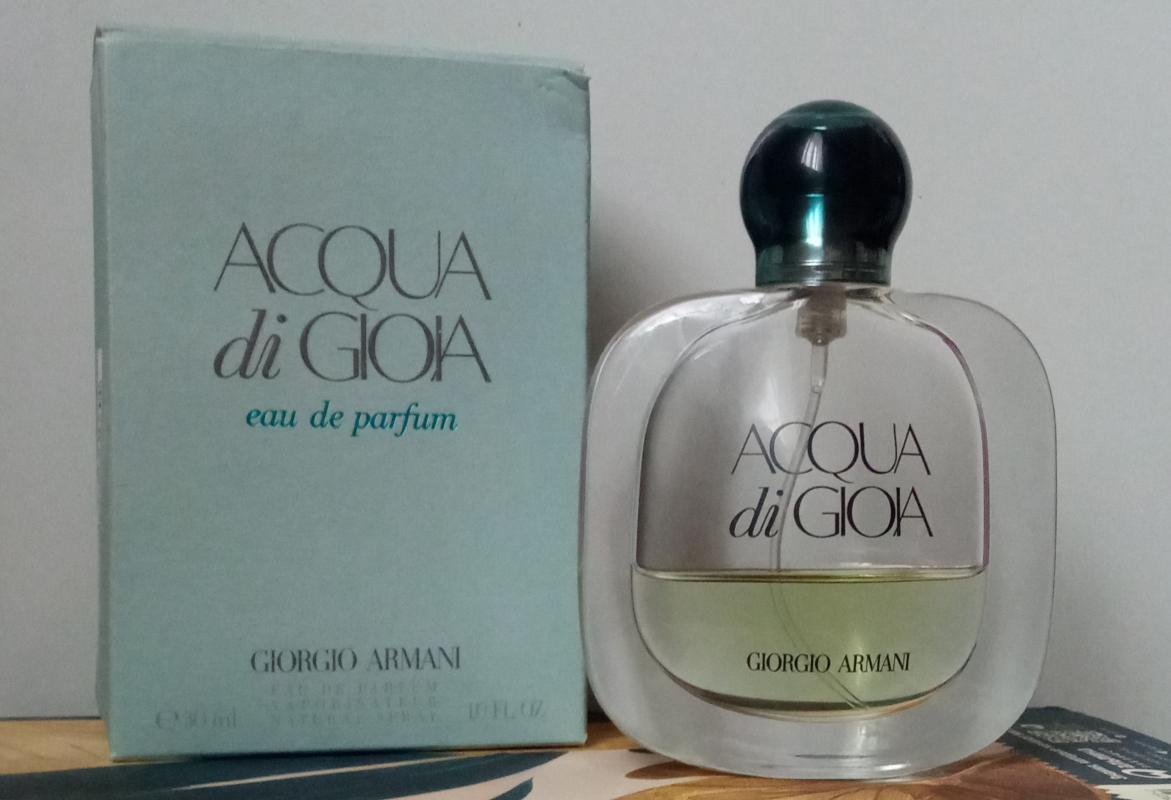 ACQUA
di GIOIA
eau de parfum
GIORGIO ARMANI
EAU DE PARFUM
VAPORISATEUR
NATURAL SPRAY
℮ 30 ml
1.0 FL. OZ.
ACQUA
di GIOIA
GIORGIO ARMANI